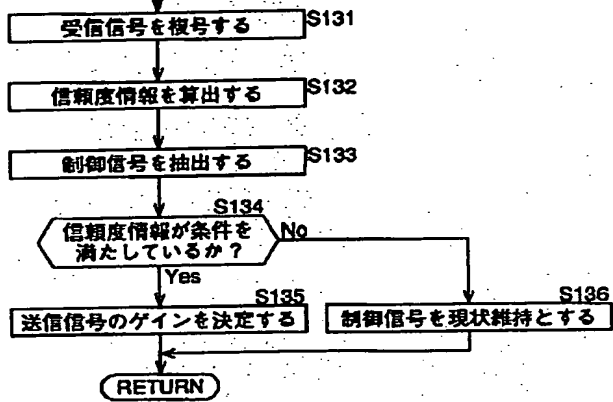 S131
受信信号を復号する
S132
信頼度情報を算出する
S133
制御信号を抽出する
S134
信頼度情報が条件を
満たしているか?
No
Yes
S135
送信信号のゲインを決定する
S136
制御信号を現状維持とする
RETURN